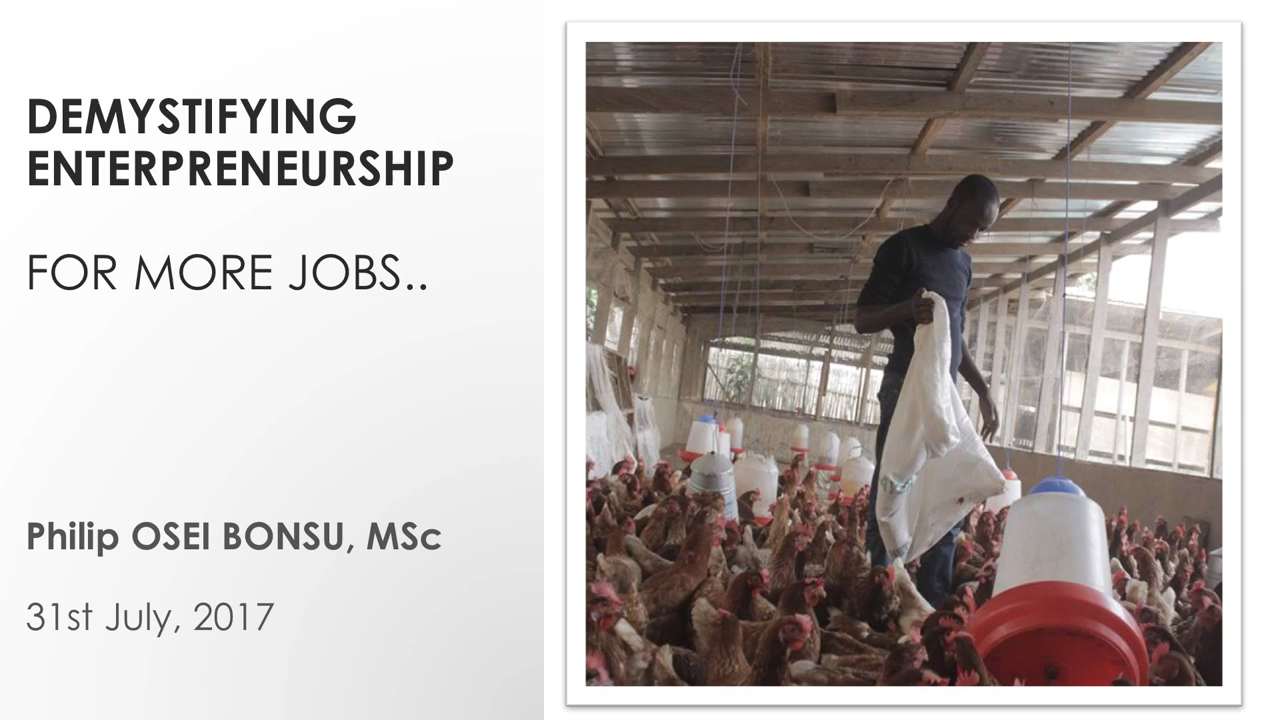 DEMYSTIFYING
ENTERPRENEURSHIP
FOR MORE JOBS..
Philip OSEI BONSU, MSc
31st July, 2017